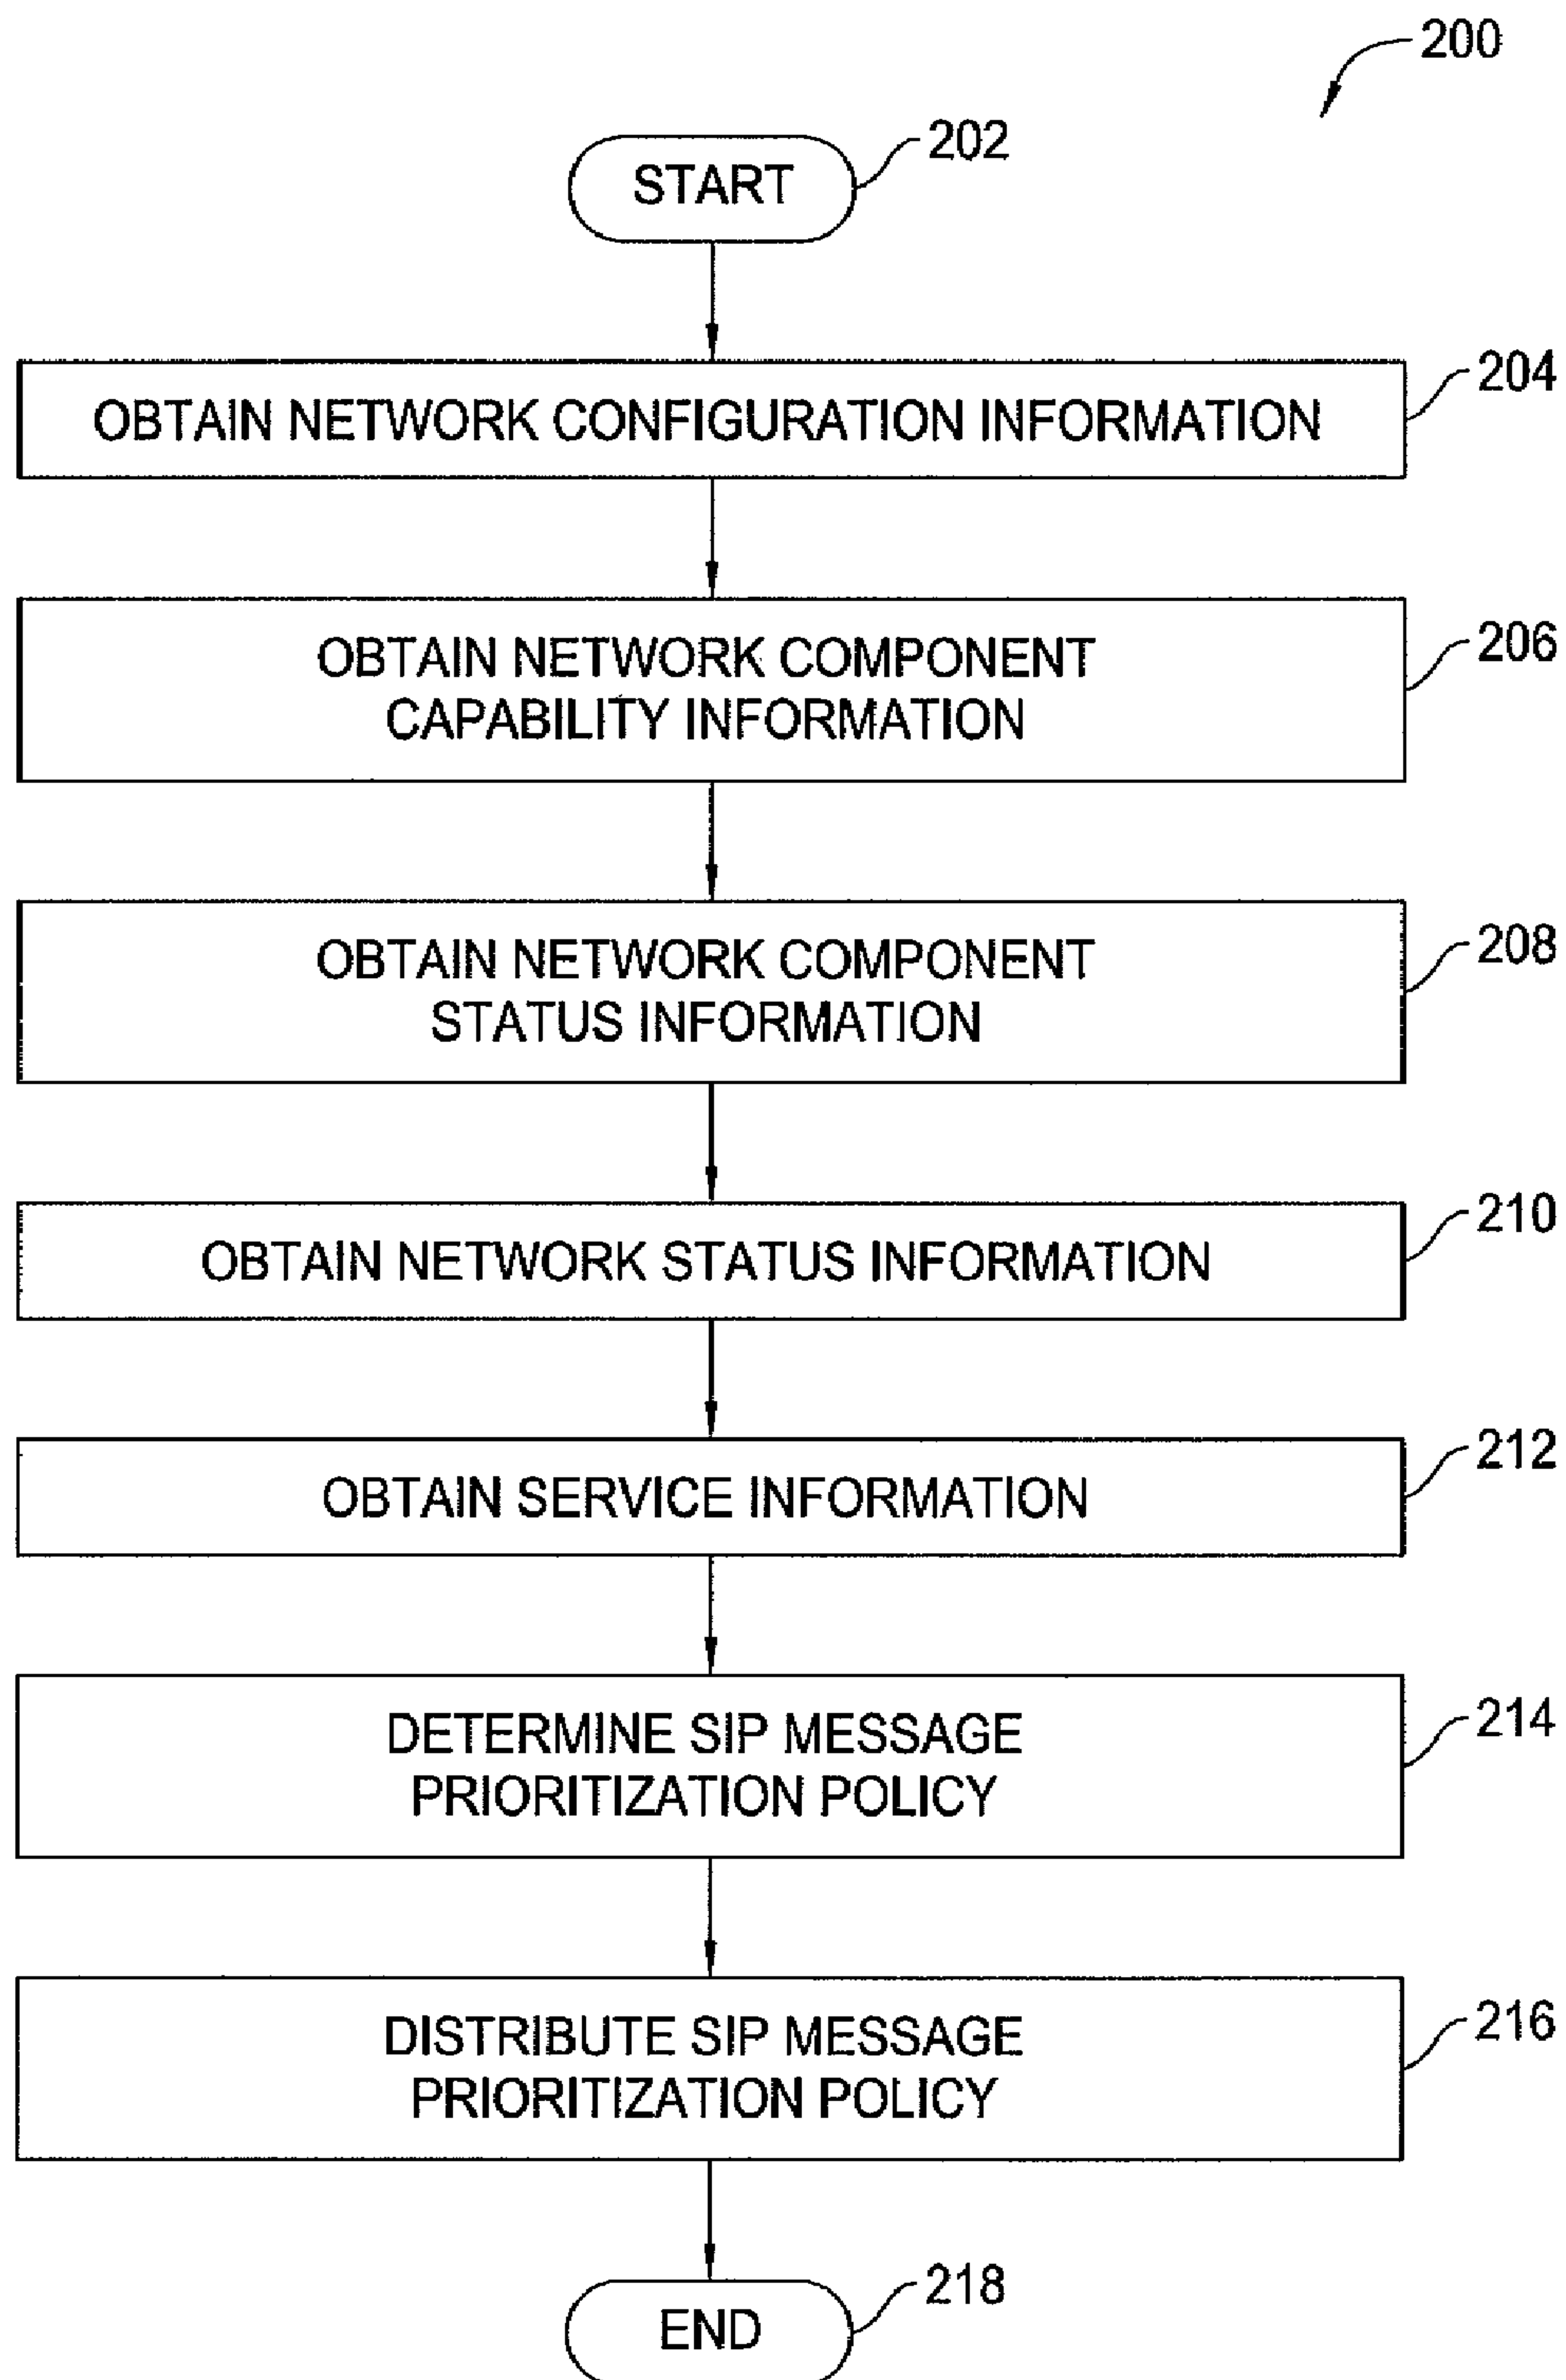 200
START
202
OBTAIN NETWORK CONFIGURATION INFORMATION
204
OBTAIN NETWORK COMPONENT
CAPABILITY INFORMATION
206
OBTAIN NETWORK COMPONENT
STATUS INFORMATION
208
OBTAIN NETWORK STATUS INFORMATION
210
OBTAIN SERVICE INFORMATION
212
DETERMINE SIP MESSAGE
PRIORITIZATION POLICY
214
DISTRIBUTE SIP MESSAGE
PRIORITIZATION POLICY
216
END
218